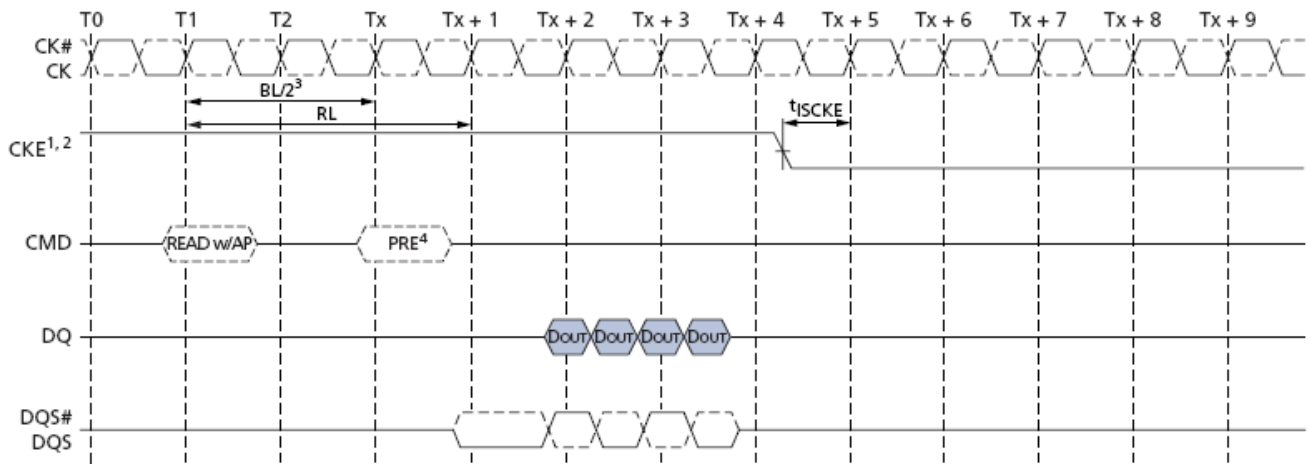 T0 T1 T2 Tx Tx + 1 Tx + 2 Tx + 3 Tx + 4 Tx + 5 Tx + 6 Tx + 7 Tx + 8 Tx + 9
CK#
CK
BL/2³
RL
tISCKE
CKE¹, ²
CMD READ w/AP PRE⁴
DQ DOUT DOUT DOUT DOUT
DQS#
DQS